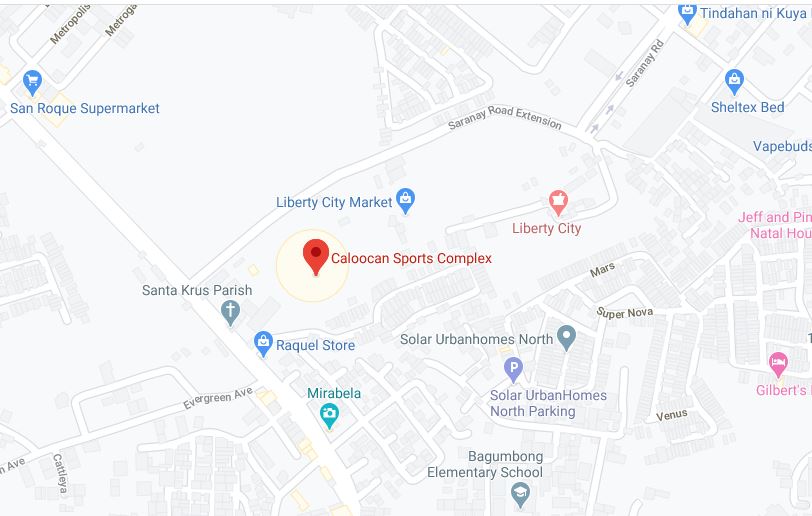 Metropolis
Metroga
Tindahan ni Kuya
Saranay Rd
San Roque Supermarket
Sheltex Bed
Saranay Road Extension
Vapebuds
Liberty City Market
Liberty City
Jeff and Pin
Natal Hou
Caloocan Sports Complex
Mars
Santa Krus Parish
Super Nova
Raquel Store
Solar Urbanhomes North
Solar UrbanHomes
North Parking
P
Gilbert's
Mirabela
Evergreen Ave
Venus
Bagumbong
Elementary School
n Ave
Cattleya